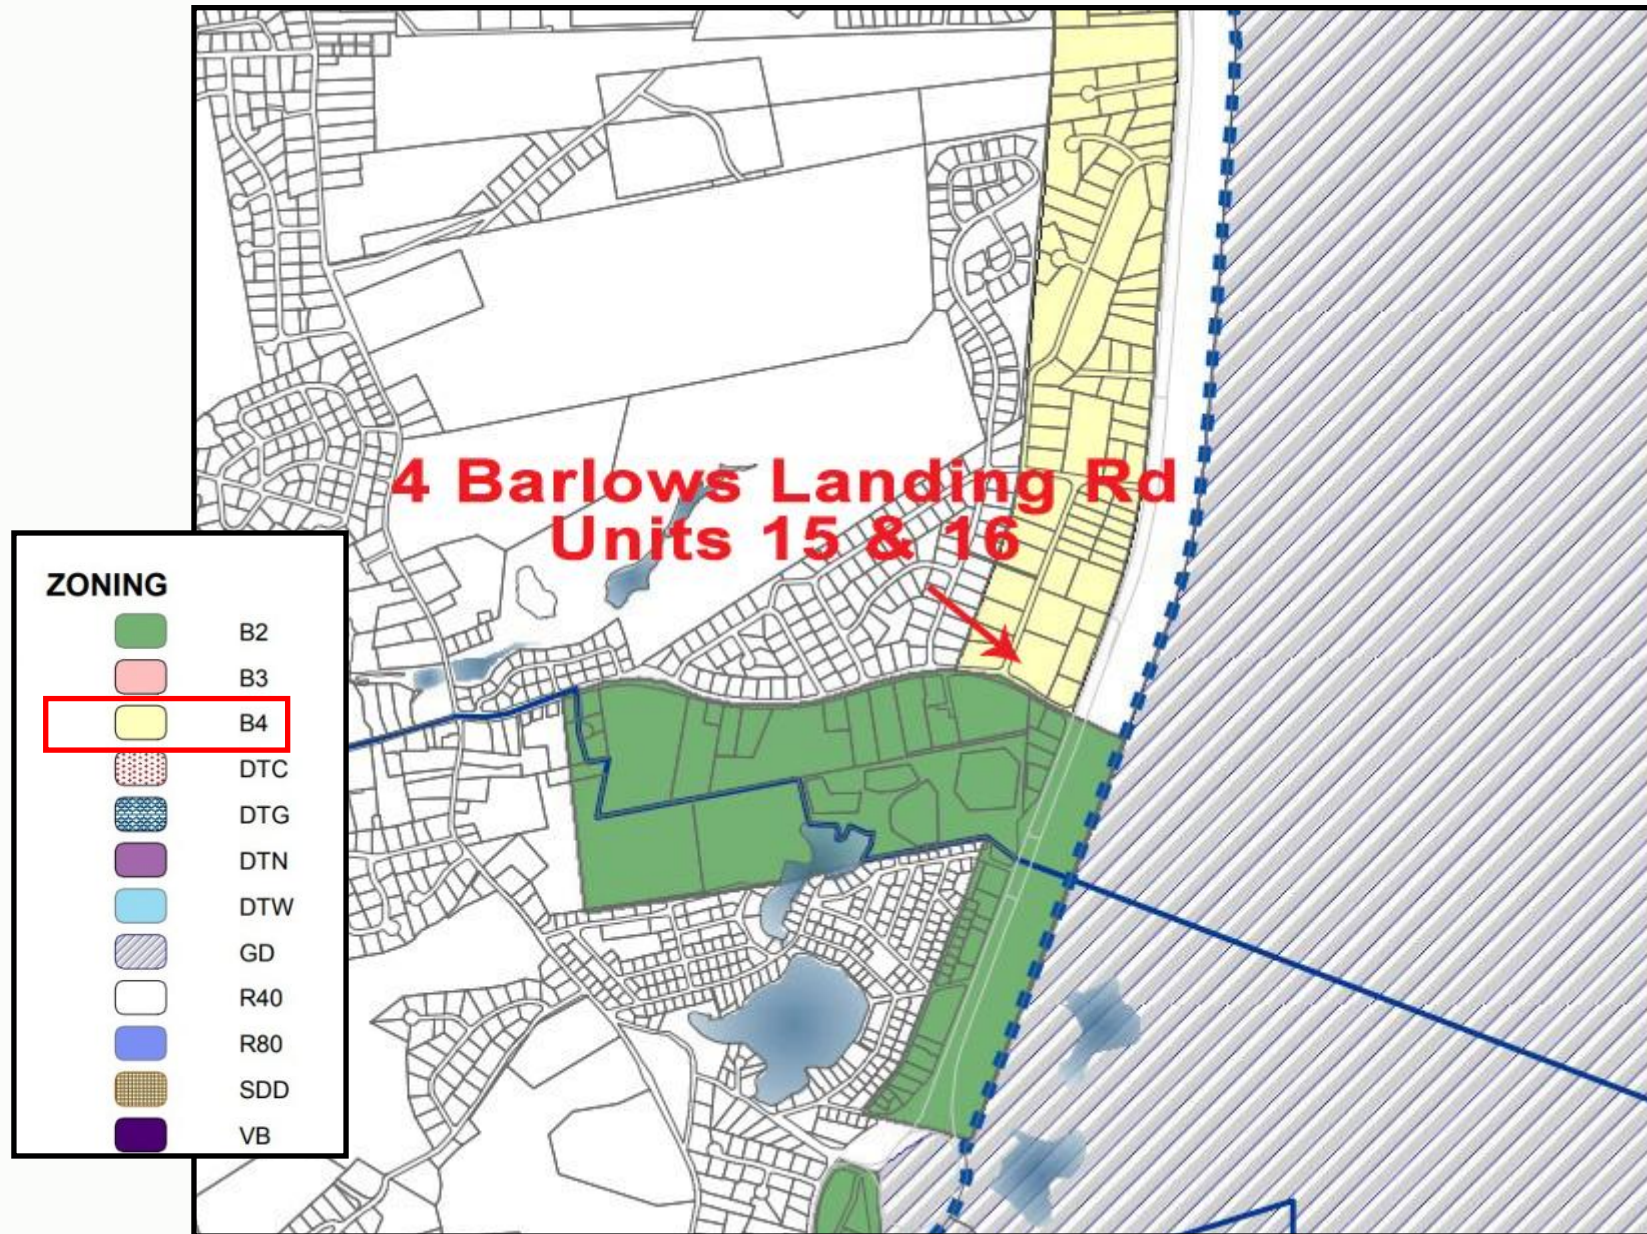 4 Barlows Landing Rd
Units 15 & 16
ZONING
B2
B3
B4
DTC
DTG
DTN
DTW
GD
R40
R80
SDD
VB